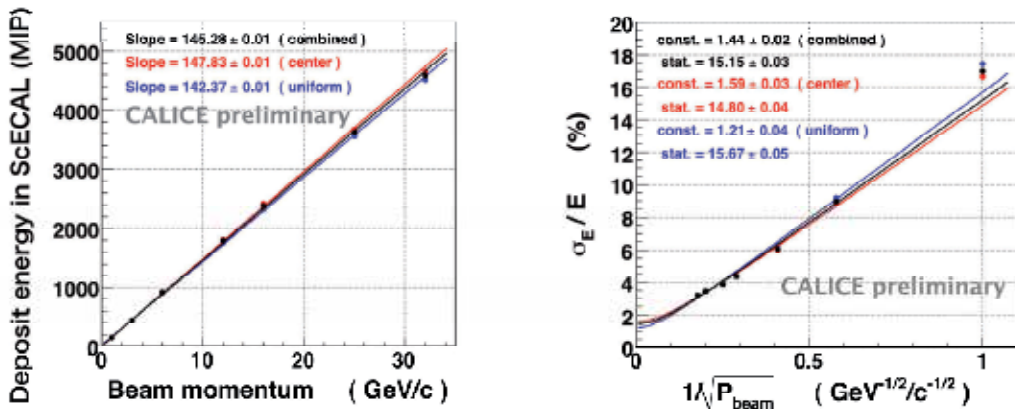 Deposit energy in ScECAL (MIP)
5000
4000
3000
2000
1000
0
Slope = 145.28 ± 0.01 ( combined)
Slope = 147.83 ± 0.01 ( center)
Slope = 142.37 ± 0.01 ( uniform)
CALICE preliminary
0 10 20 30
Beam momentum ( GeV/c )
σE / E (%)
20
18
16
14
12
10
8
6
4
2
0
const. = 1.44 ± 0.02 ( combined)
stat. = 15.15 ± 0.03
const. = 1.59 ± 0.03 ( center)
stat. = 14.80 ± 0.04
const. = 1.21 ± 0.04 ( uniform)
stat. = 15.67 ± 0.05
CALICE preliminary
0 0.5 1
1/√Pbeam ( GeV-1/2/c-1/2 )